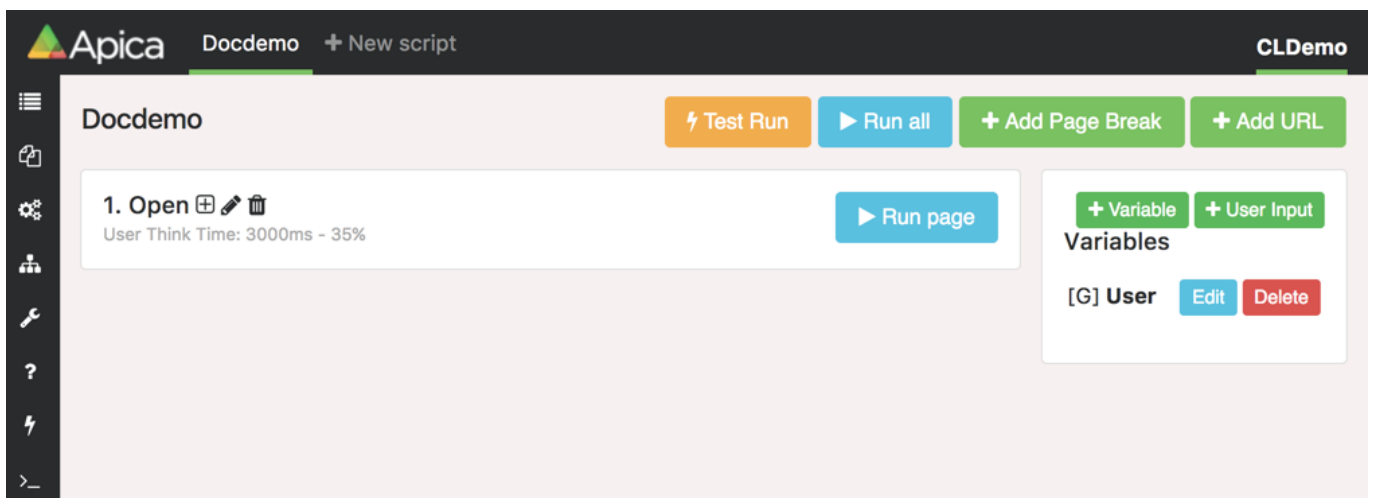 Apica Docdemo + New script CLDemo
Docdemo Test Run Run all + Add Page Break + Add URL
1. Open Run page
User Think Time: 3000ms - 35%
+ Variable + User Input
Variables
[G] User Edit Delete
?
>_